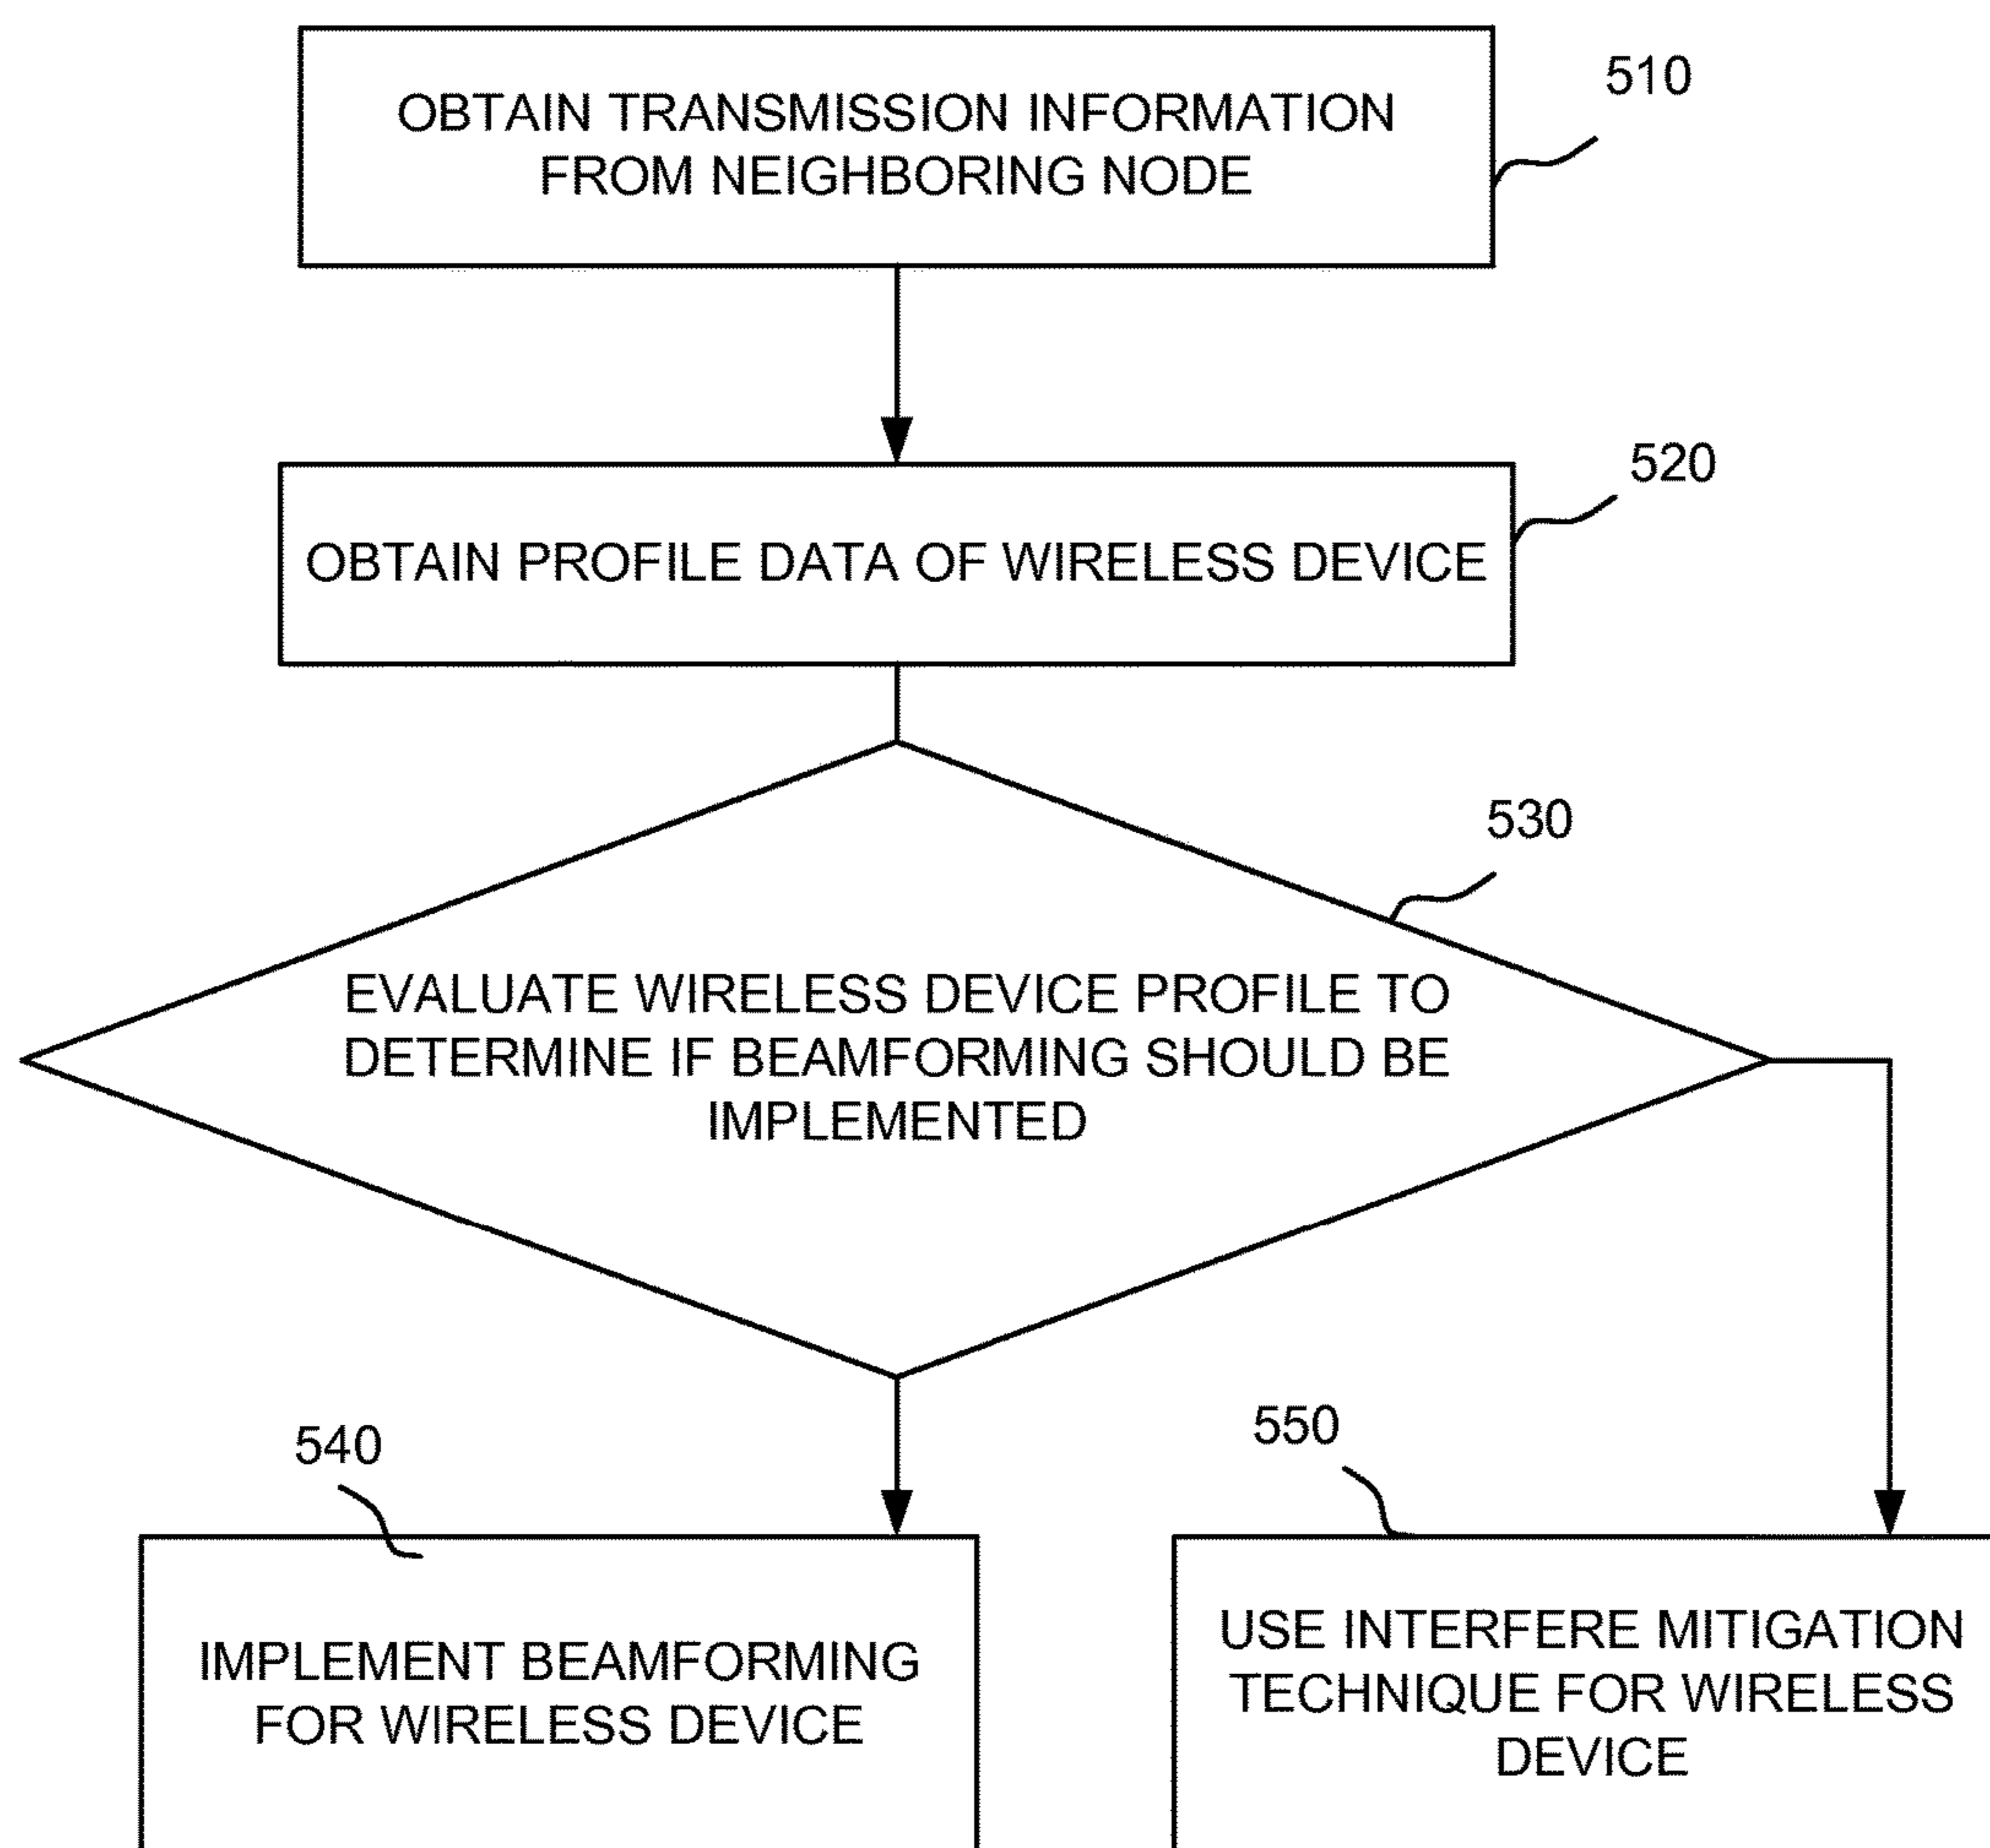 OBTAIN TRANSMISSION INFORMATION
FROM NEIGHBORING NODE
510
OBTAIN PROFILE DATA OF WIRELESS DEVICE
520
530
EVALUATE WIRELESS DEVICE PROFILE TO
DETERMINE IF BEAMFORMING SHOULD BE
IMPLEMENTED
540
IMPLEMENT BEAMFORMING
FOR WIRELESS DEVICE
550
USE INTERFERE MITIGATION
TECHNIQUE FOR WIRELESS
DEVICE